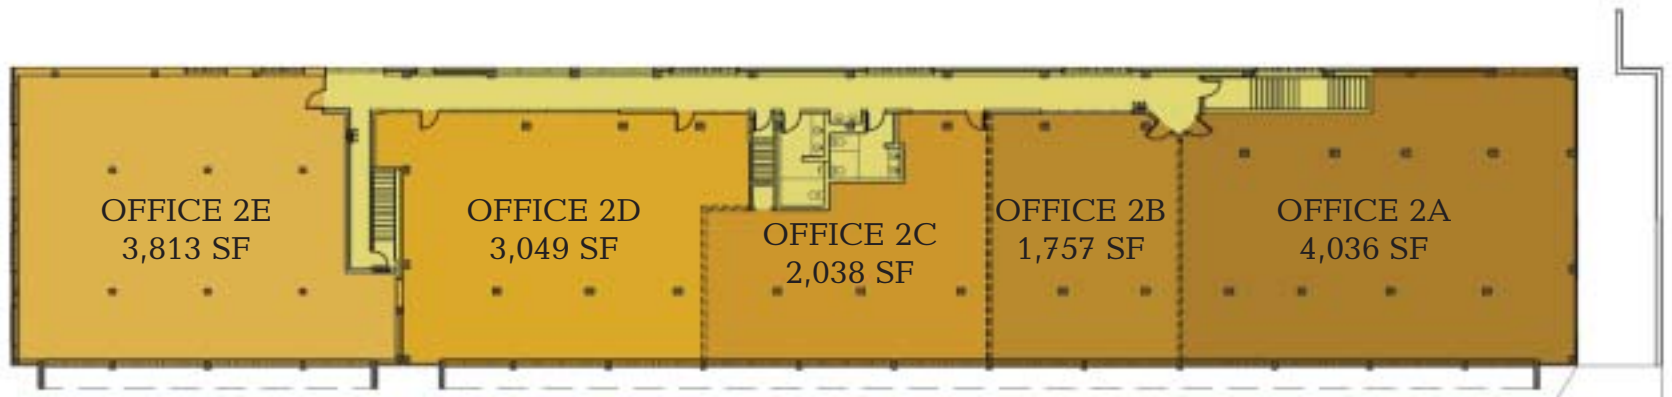 OFFICE 2E
3,813 SF
OFFICE 2D
3,049 SF
OFFICE 2C
2,038 SF
OFFICE 2B
1,757 SF
OFFICE 2A
4,036 SF